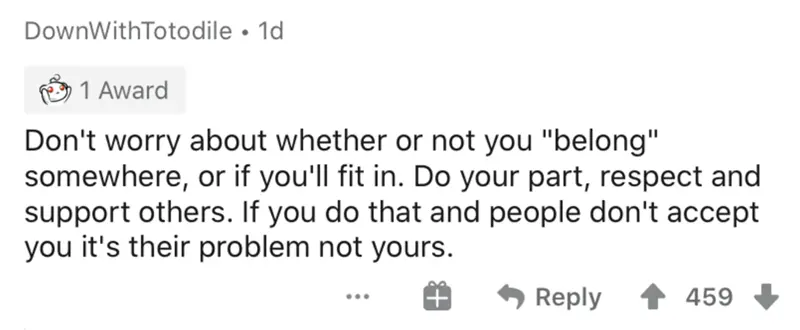 DownWithTotodile • 1d
1 Award
Don't worry about whether or not you "belong"
somewhere, or if you'll fit in. Do your part, respect and
support others. If you do that and people don't accept
you it's their problem not yours.
... Reply 459